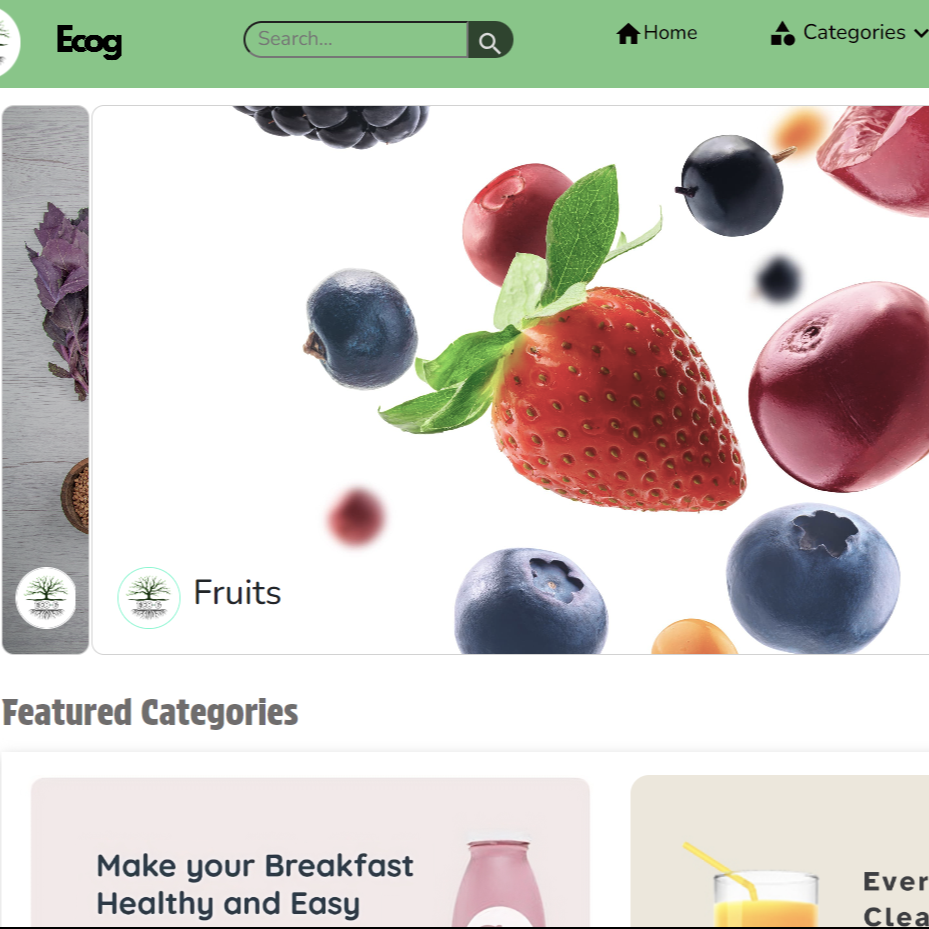 Ecog
Search...
Home
Categories
Fruits
Featured Categories
Make your Breakfast
Healthy and Easy
Ever
Clea